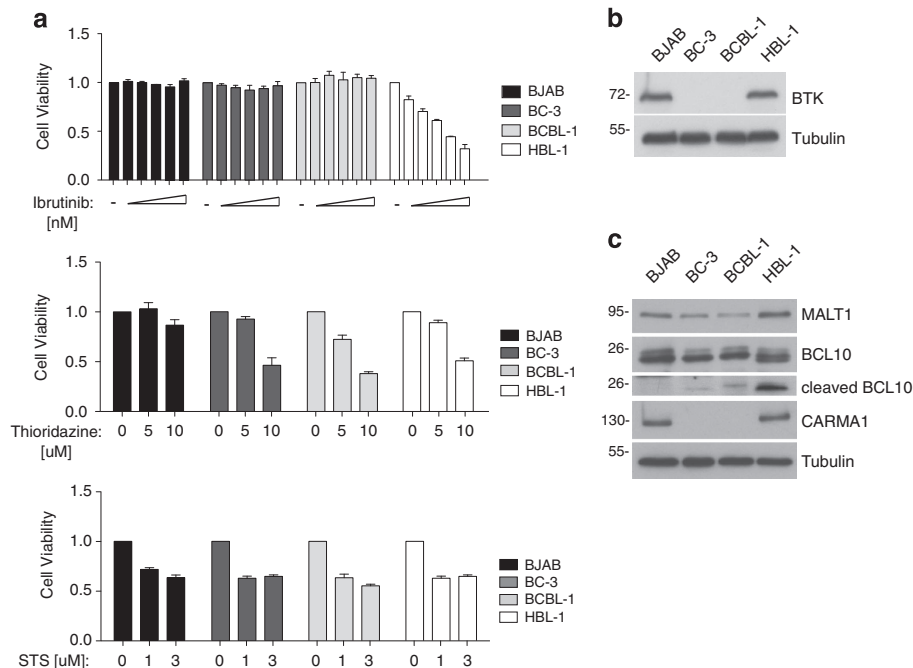 a
Cell Viability
1.5
1.0
0.5
0.0
BJAB
BC-3
BCBL-1
HBL-1
Ibrutinib:
[nM]
- - - -
Cell Viability
1.5
1.0
0.5
0.0
BJAB
BC-3
BCBL-1
HBL-1
Thioridazine: 0 5 10 0 5 10 0 5 10 0 5 10
[uM]
Cell Viability
1.5
1.0
0.5
0.0
BJAB
BC-3
BCBL-1
HBL-1
STS [uM]: 0 1 3 0 1 3 0 1 3 0 1 3
b
BJAB BC-3 BCBL-1 HBL-1
72- BTK
55- Tubulin
c
BJAB BC-3 BCBL-1 HBL-1
95- MALT1
26- BCL10
26- cleaved BCL10
130- CARMA1
55- Tubulin